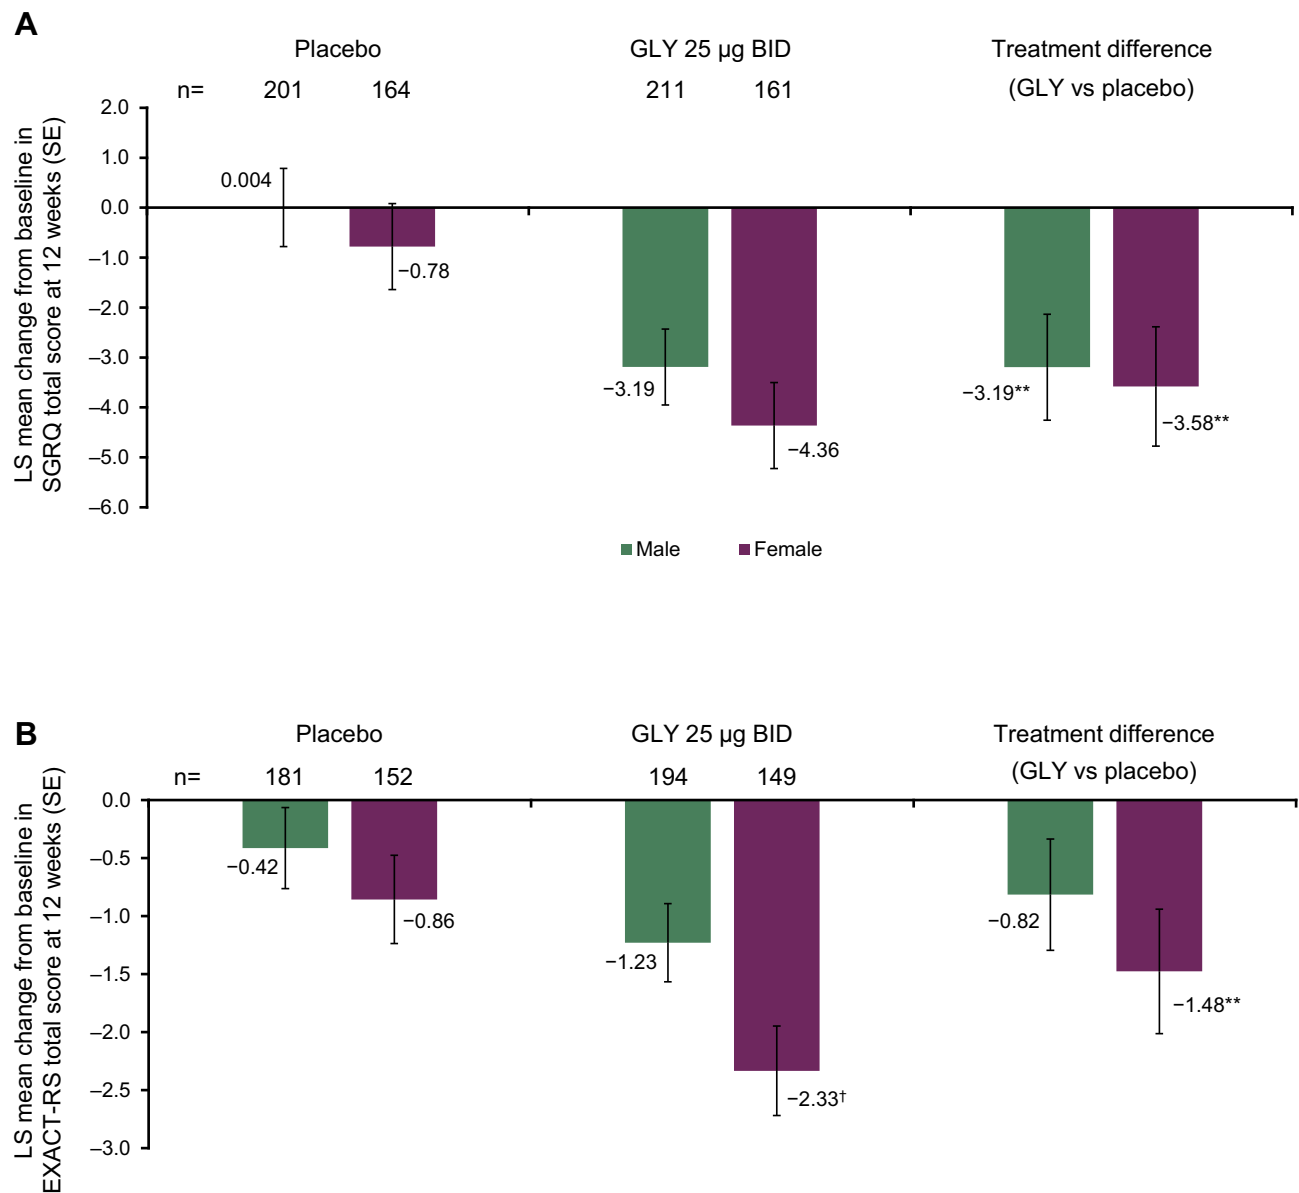 A
Placebo
GLY 25 µg BID
Treatment difference
(GLY vs placebo)
n= 201 164 211 161
LS mean change from baseline in
SGRQ total score at 12 weeks (SE)
2.0
1.0
0.0
–1.0
–2.0
–3.0
–4.0
–5.0
–6.0
0.004
−0.78
−3.19
−4.36
−3.19**
−3.58**
Male Female
B
Placebo
GLY 25 µg BID
Treatment difference
(GLY vs placebo)
n= 181 152 194 149
LS mean change from baseline in
EXACT-RS total score at 12 weeks (SE)
0.0
–0.5
–1.0
–1.5
–2.0
–2.5
–3.0
−0.42
−0.86
−1.23
−2.33†
−0.82
−1.48**